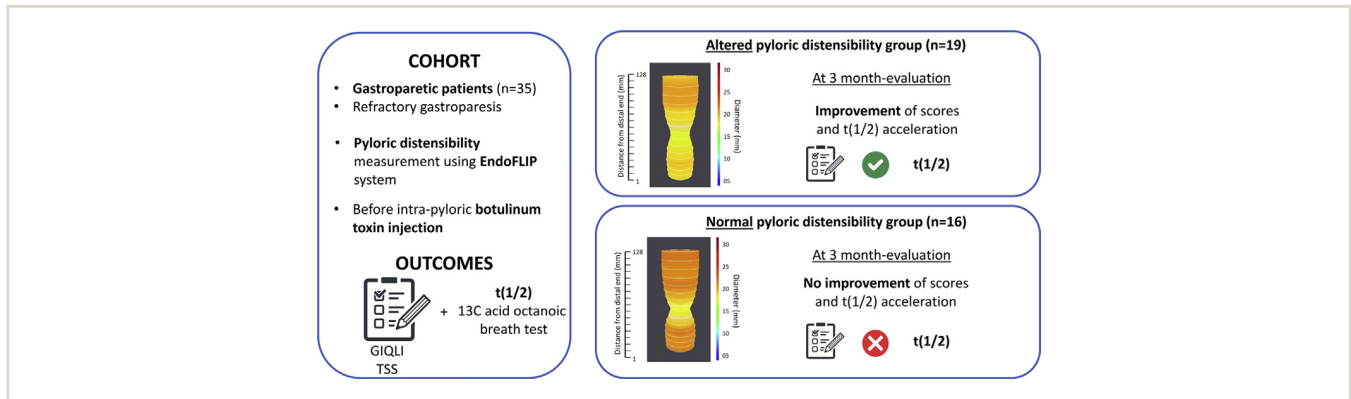 COHORT
• Gastroparetic patients (n=35)
• Refractory gastroparesis
• Pyloric distensibility
measurement using EndoFLIP
system
• Before intra-pyloric botulinum
toxin injection
OUTCOMES
GIQLI
TSS
+
t(1/2)
13C acid octanoic
breath test
Altered pyloric distensibility group (n=19)
Distance from distal end (mm)
128
1
30
25
20
15
10
05
Diameter (mm)
At 3 month-evaluation
Improvement of scores
and t(1/2) acceleration
t(1/2)
Normal pyloric distensibility group (n=16)
Distance from distal end (mm)
128
1
30
25
20
15
10
05
Diameter (mm)
At 3 month-evaluation
No improvement of scores
and t(1/2) acceleration
t(1/2)